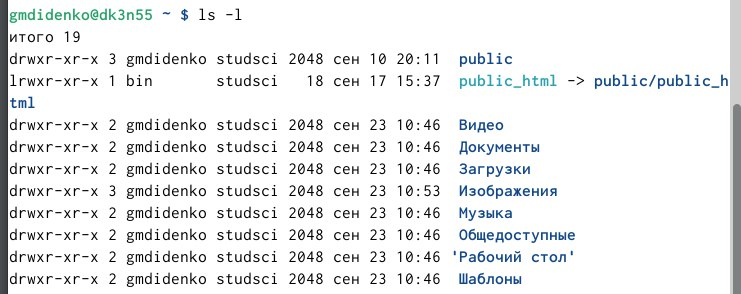 gmdidenko@dk3n55 ~ $ ls -l
итого 19
drwxr-xr-x 3 gmdidenko studsci 2048 сен 10 20:11  public
lrwxr-xr-x 1 bin       studsci   18 сен 17 15:37  public_html -> public/public_h
tml
drwxr-xr-x 2 gmdidenko studsci 2048 сен 23 10:46  Видео
drwxr-xr-x 2 gmdidenko studsci 2048 сен 23 10:46  Документы
drwxr-xr-x 2 gmdidenko studsci 2048 сен 23 10:46  Загрузки
drwxr-xr-x 3 gmdidenko studsci 2048 сен 23 10:53  Изображения
drwxr-xr-x 2 gmdidenko studsci 2048 сен 23 10:46  Музыка
drwxr-xr-x 2 gmdidenko studsci 2048 сен 23 10:46  Общедоступные
drwxr-xr-x 2 gmdidenko studsci 2048 сен 23 10:46 'Рабочий стол'
drwxr-xr-x 2 gmdidenko studsci 2048 сен 23 10:46  Шаблоны